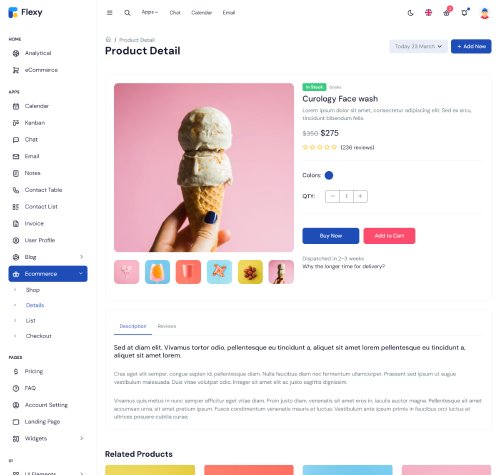 Flexy
Apps
Chat
Calendar
Email
HOME
Analytical
eCommerce
APPS
Calendar
Kanban
Chat
Email
Notes
Contact Table
Contact List
Invoice
User Profile
Blog
Ecommerce
Shop
Details
List
Checkout
PAGES
Pricing
FAQ
Account Setting
Landing Page
Widgets
UI
UI Elements
/ Product Detail
Product Detail
Today 23 March
+ Add New
In Stock books
Curology Face wash
Lorem ipsum dolor sit amet, consectetur adipiscing elit. Sed ex arcu,
tincidunt bibendum felis.
$350 $275
(236 reviews)
Colors:
QTY:
− 1 +
Buy Now
Add to Cart
Dispatched in 2-3 weeks
Why the longer time for delivery?
Description
Reviews
Sed at diam elit. Vivamus tortor odio, pellentesque eu tincidunt a, aliquet sit amet lorem pellentesque eu tincidunt a,
aliquet sit amet lorem.
Cras eget elit semper, congue sapien id, pellentesque diam. Nulla faucibus diam nec fermentum ullamcorper. Praesent sed ipsum ut augue
vestibulum malesuada. Duis vitae volutpat odio. Integer sit amet elit ac justo sagittis dignissim.
Vivamus quis metus in nunc semper efficitur eget vitae diam. Proin justo diam, venenatis sit amet eros in, iaculis auctor magna. Pellentesque sit amet
accumsan urna, sit amet pretium ipsum. Fusce condimentum venenatis mauris et luctus. Vestibulum ante ipsum primis in faucibus orci luctus et
ultrices posuere cubilia curae;
Related Products